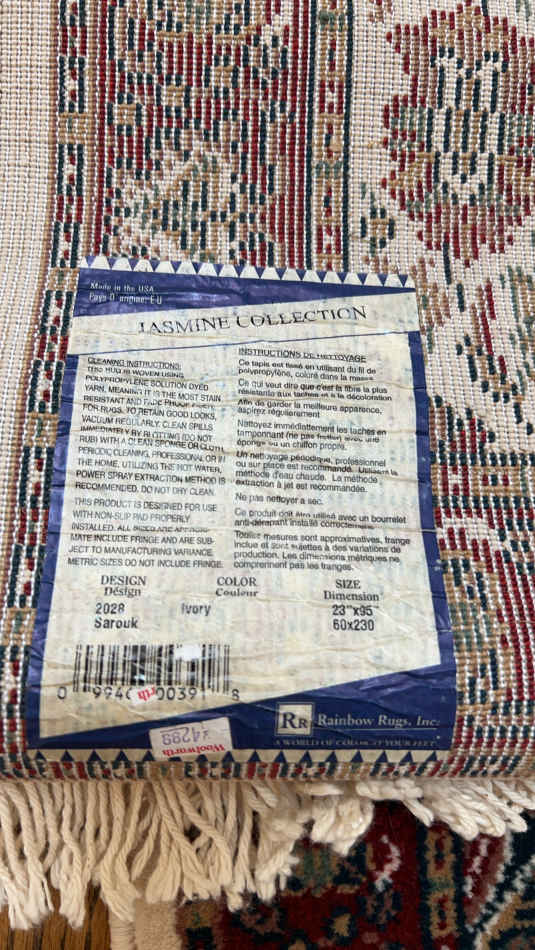 Made in the USA
Pays D'origine: E-U
JASMINE COLLECTION
CLEANING INSTRUCTIONS:
THIS RUG IS WOVEN USING
POLYPROPYLENE SOLUTION DYED
YARN, MEANING IT IS THE MOST STAIN
RESISTANT AND FADE PROOF FIBER
FOR RUGS. TO RETAIN GOOD LOOKS,
VACUUM REGULARLY. CLEAN SPILLS
IMMEDIATELY BY BLOTTING (DO NOT
RUB) WITH A CLEAN SPONGE OR CLOTH.
PERIODIC CLEANING, PROFESSIONAL OR IN
THE HOME, UTILIZING THE HOT WATER,
POWER SPRAY EXTRACTION METHOD IS
RECOMMENDED. DO NOT DRY CLEAN.
THIS PRODUCT IS DESIGNED FOR USE
WITH NON-SLIP PAD PROPERLY
INSTALLED. ALL SIZES ARE APPROXI-
MATE INCLUDE FRINGE AND ARE SUB-
JECT TO MANUFACTURING VARIANCE.
METRIC SIZES DO NOT INCLUDE FRINGE.
INSTRUCTIONS DE NETTOYAGE
Ce tapis est tissé en utilisant du fil de
polypropylène, coloré dans la masse
Ce qui veut dire que c'est la fibre la plus
résistante aux taches et à la décoloration
Afin de garder la meilleure apparence,
aspirez régulièrement
Nettoyez immédiatement les taches en
tamponnant (ne pas frotter) avec une
éponge ou un chiffon propre.
Un nettoyage périodique, professionnel
ou sur place est recommandé. Utilisant la
méthode d'eau chaude. La méthode
extraction à jet est recommandée.
Ne pas nettoyer a sec.
Ce produit doit être utilisé avec un bourrelet
anti-dérapant installé correctement.
Toutes mesures sont approximatives, frange
inclue et sont sujettes à des variations de
production. Les dimensions métriques ne
comprennent pas les franges.
DESIGN COLOR SIZE
Désign Couleur Dimension
2028 Ivory 23"x95"
Sarouk 60x230
RR Rainbow Rugs, Inc.
A WORLD OF COLOR AT YOUR FEET
Woolworth
34299